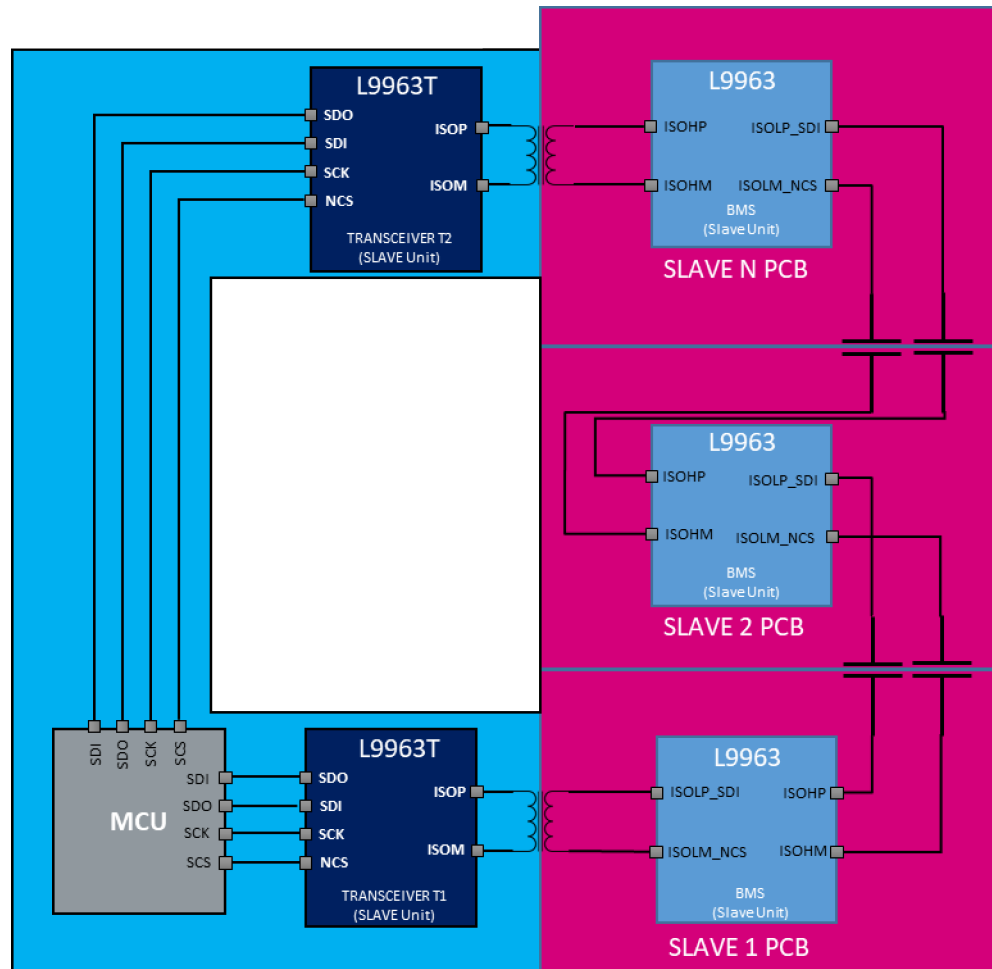 L9963T
SDO
SDI
SCK
NCS
ISOP
ISOM
TRANSCEIVER T2
(SLAVE Unit)
L9963
ISOHP
ISOHM
ISOLP_SDI
ISOLM_NCS
BMS
(Slave Unit)
SLAVE N PCB
L9963
ISOHP
ISOHM
ISOLP_SDI
ISOLM_NCS
BMS
(Slave Unit)
SLAVE 2 PCB
SDI
SDO
SCK
SCS
SDI
SDO
SCK
SCS
MCU
L9963T
SDO
SDI
SCK
NCS
ISOP
ISOM
TRANSCEIVER T1
(SLAVE Unit)
L9963
ISOLP_SDI
ISOLM_NCS
ISOHP
ISOHM
BMS
(Slave Unit)
SLAVE 1 PCB